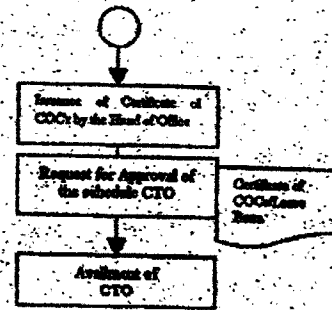 Issuance of Certificate of
COCs by the Head of Office
Request for Approval of
the schedule CTO
Certificate of
COCs/Leave
Form
Availment of
CTO